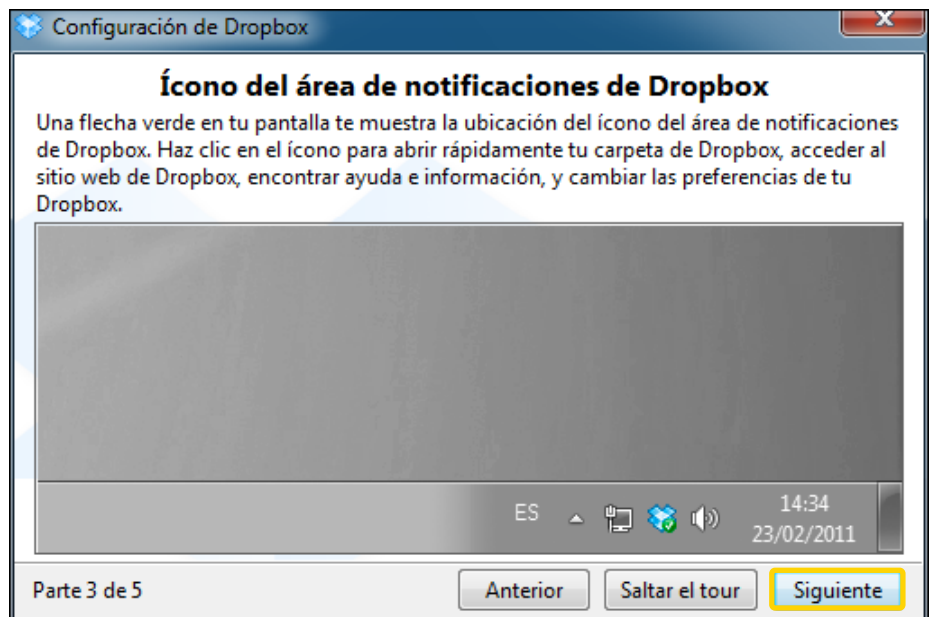 Configuración de Dropbox
Ícono del área de notificaciones de Dropbox
Una flecha verde en tu pantalla te muestra la ubicación del ícono del área de notificaciones
de Dropbox. Haz clic en el ícono para abrir rápidamente tu carpeta de Dropbox, acceder al
sitio web de Dropbox, encontrar ayuda e información, y cambiar las preferencias de tu
Dropbox.
ES
14:34
23/02/2011
Parte 3 de 5
Anterior
Saltar el tour
Siguiente